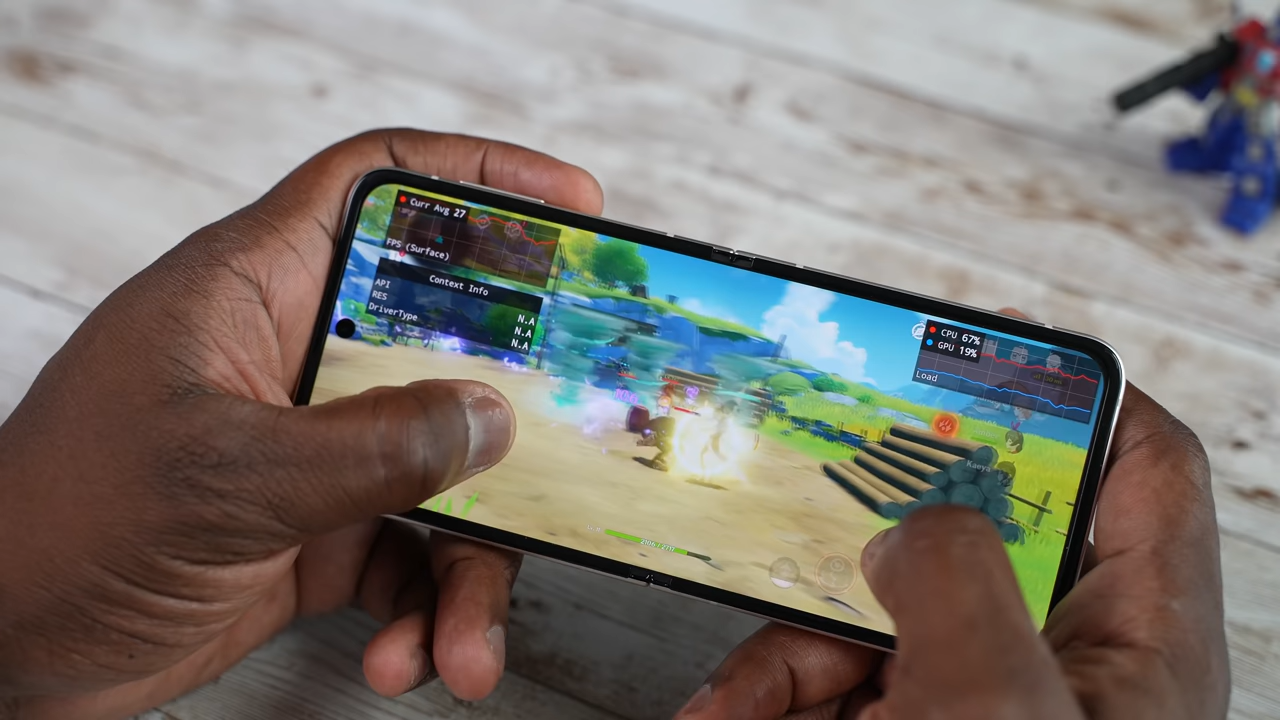 Curr Avg 27
FPS (Surface)
Context Info
API N.A
RES N.A
DriverType N.A
CPU 67%
GPU 19%
Load
Kaeya